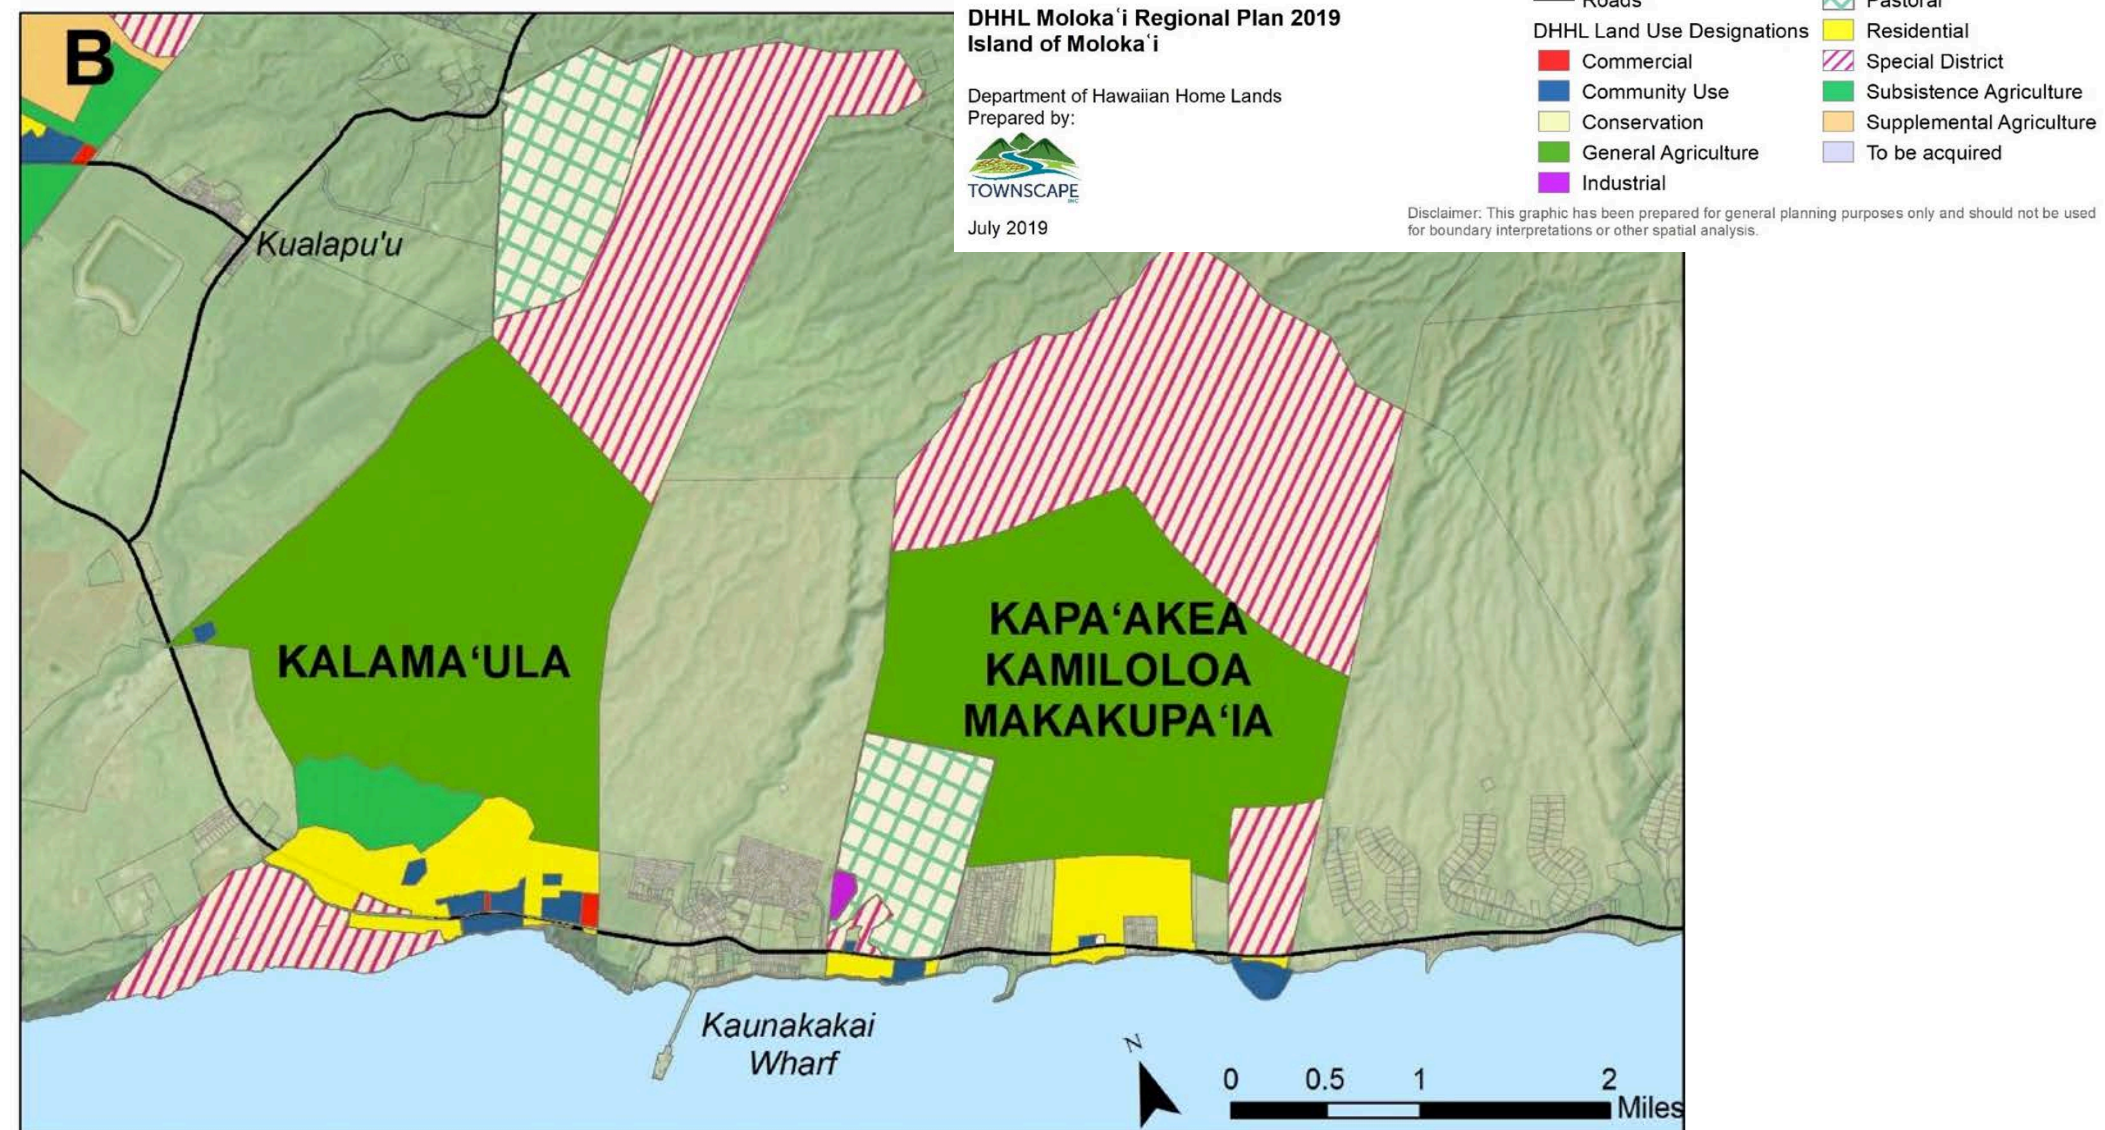 DHHL Molokaʻi Regional Plan 2019
Island of Molokaʻi
Department of Hawaiian Home Lands
Prepared by:
TOWNSCAPE
INC
July 2019
Roads
DHHL Land Use Designations
Commercial
Community Use
Conservation
General Agriculture
Industrial
Pastoral
Residential
Special District
Subsistence Agriculture
Supplemental Agriculture
To be acquired
Disclaimer: This graphic has been prepared for general planning purposes only and should not be used
for boundary interpretations or other spatial analysis.
B
Kualapu'u
KALAMAʻULA
KAPAʻAKEA
KAMILOLOA
MAKAKUPAʻIA
Kaunakakai
Wharf
N
0 0.5 1 2
Miles